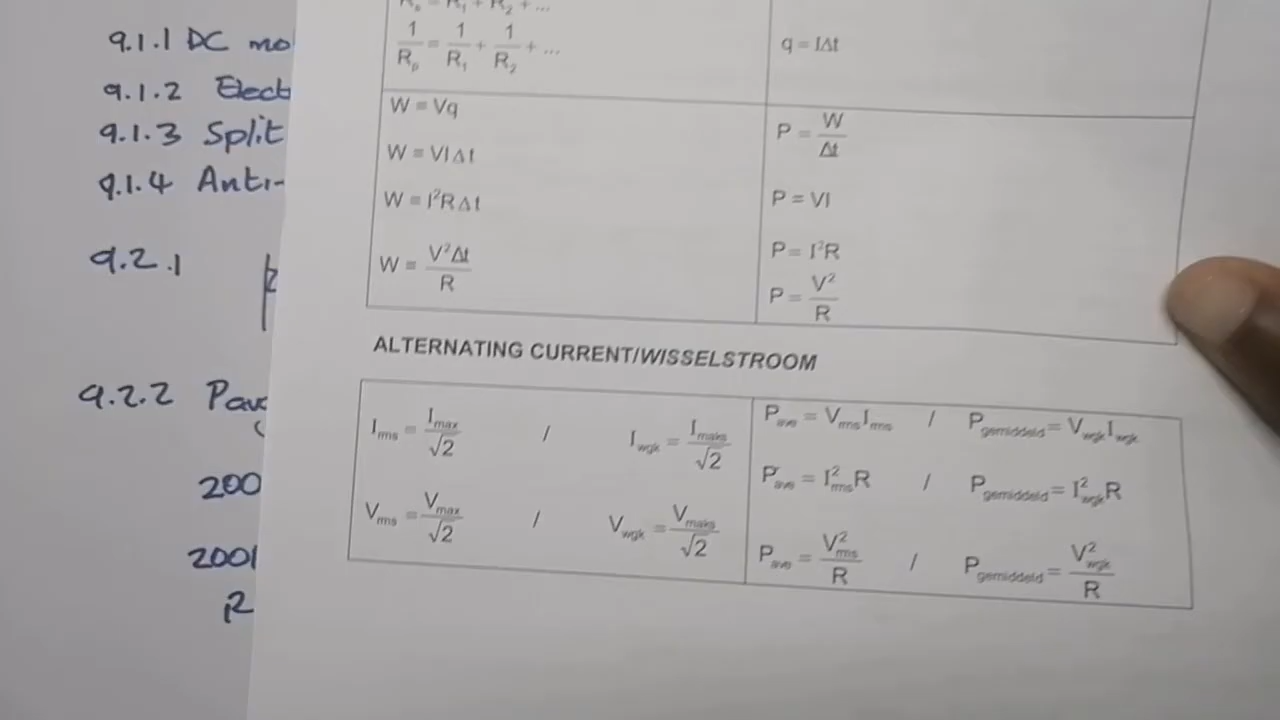 9.1.1 DC mo
9.1.2 Elect
9.1.3 Split
9.1.4 Anti-
9.2.1
9.2.2 Pav
200
200
R
R_s = R_1 + R_2 + ...
1/R_p = 1/R_1 + 1/R_2 + ...
q = IΔt
W = Vq
W = VIΔt
W = I²RΔt
W = V²Δt/R
P = W/Δt
P = VI
P = I²R
P = V²/R
ALTERNATING CURRENT/WISSELSTROOM
I_rms = I_max/√2 / I_wgk = I_maks/√2
V_rms = V_max/√2 / V_wgk = V_maks/√2
P_ave = V_rms I_rms / P_gemiddeld = V_wgk I_wgk
P_ave = I²_rms R / P_gemiddeld = I²_wgk R
P_ave = V²_rms/R / P_gemiddeld = V²_wgk/R